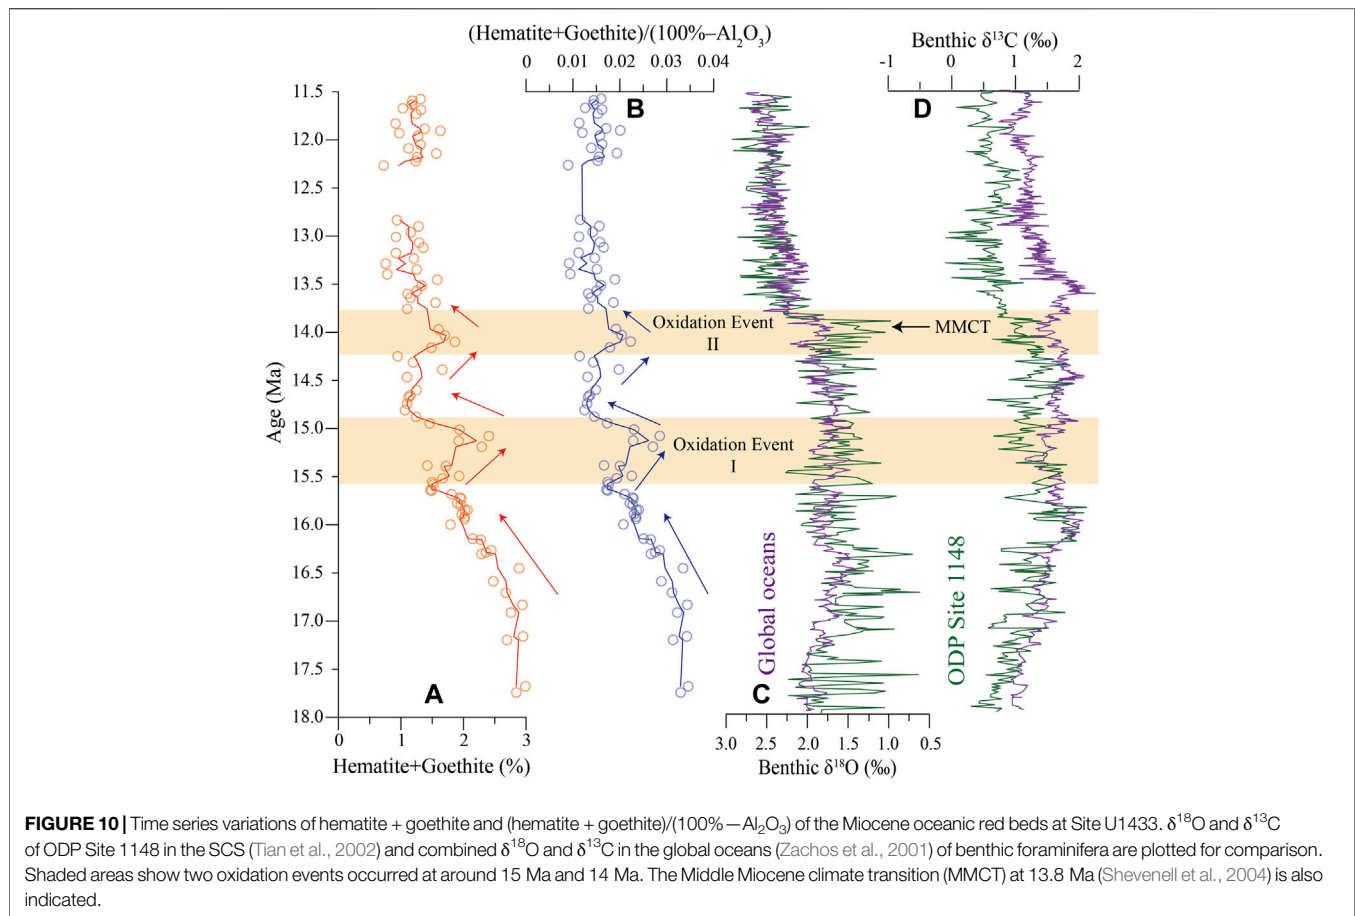 (Hematite+Goethite)/(100%–Al₂O₃)
0 0.01 0.02 0.03 0.04
Benthic δ¹³C (‰)
-1 0 1 2
11.5
12.0
12.5
13.0
13.5
14.0
14.5
15.0
15.5
16.0
16.5
17.0
17.5
18.0
Age (Ma)
B
D
Oxidation Event
II
MMCT
Oxidation Event
I
Global oceans
ODP Site 1148
A
C
0 1 2 3
Hematite+Goethite (%)
3.0 2.5 2.0 1.5 1.0 0.5
Benthic δ¹⁸O (‰)
FIGURE 10 | Time series variations of hematite + goethite and (hematite + goethite)/(100%—Al₂O₃) of the Miocene oceanic red beds at Site U1433. δ¹⁸O and δ¹³C
of ODP Site 1148 in the SCS (Tian et al., 2002) and combined δ¹⁸O and δ¹³C in the global oceans (Zachos et al., 2001) of benthic foraminifera are plotted for comparison.
Shaded areas show two oxidation events occurred at around 15 Ma and 14 Ma. The Middle Miocene climate transition (MMCT) at 13.8 Ma (Shevenell et al., 2004) is also
indicated.